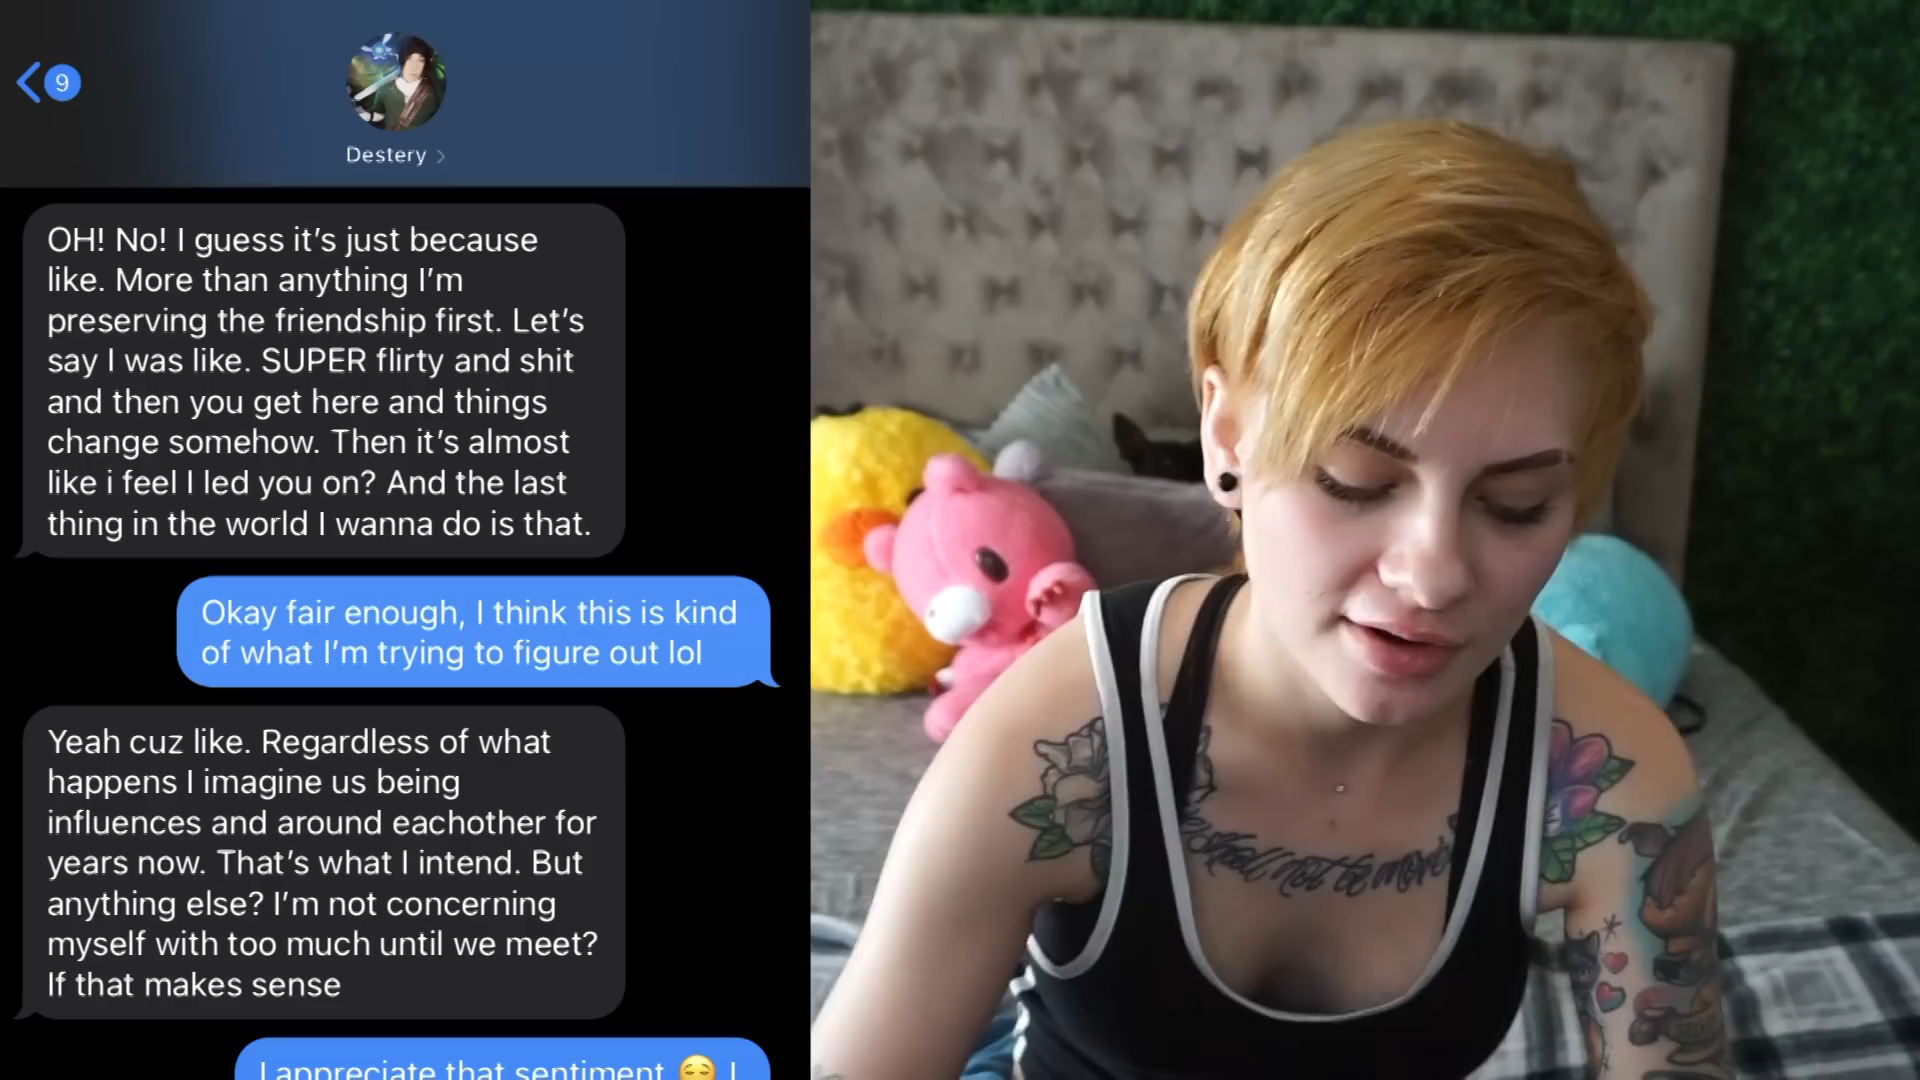 9
Destery
OH! No! I guess it's just because
like. More than anything I'm
preserving the friendship first. Let's
say I was like. SUPER flirty and shit
and then you get here and things
change somehow. Then it's almost
like i feel I led you on? And the last
thing in the world I wanna do is that.
Okay fair enough, I think this is kind
of what I'm trying to figure out lol
Yeah cuz like. Regardless of what
happens I imagine us being
influences and around eachother for
years now. That's what I intend. But
anything else? I'm not concerning
myself with too much until we meet?
If that makes sense
I appreciate that sentiment 😌 I
shall not be